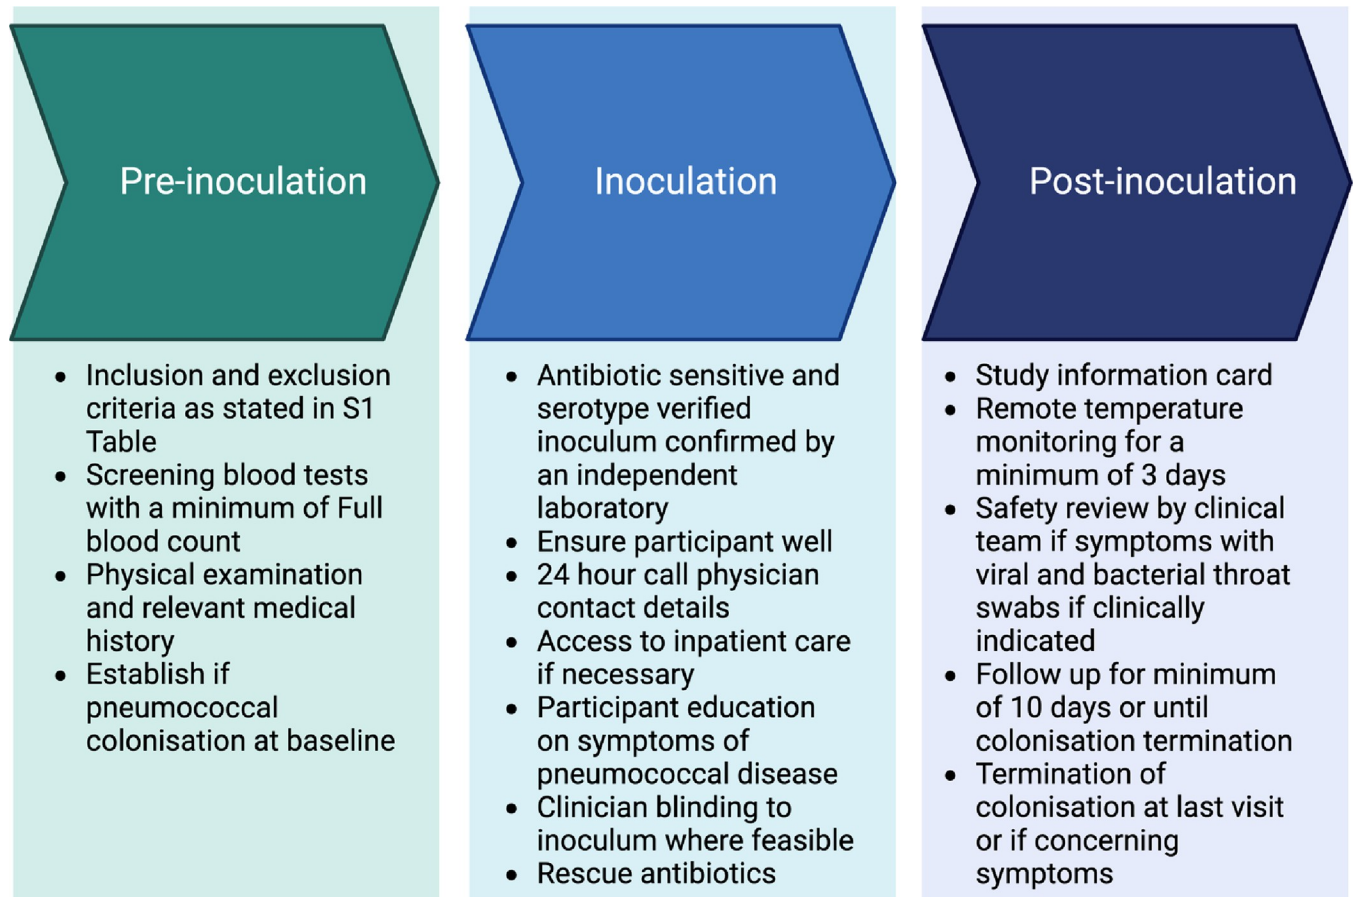 Pre-inoculation
• Inclusion and exclusion
criteria as stated in S1
Table
• Screening blood tests
with a minimum of Full
blood count
• Physical examination
and relevant medical
history
• Establish if
pneumococcal
colonisation at baseline
Inoculation
• Antibiotic sensitive and
serotype verified
inoculum confirmed by
an independent
laboratory
• Ensure participant well
• 24 hour call physician
contact details
• Access to inpatient care
if necessary
• Participant education
on symptoms of
pneumococcal disease
• Clinician blinding to
inoculum where feasible
• Rescue antibiotics
Post-inoculation
• Study information card
• Remote temperature
monitoring for a
minimum of 3 days
• Safety review by clinical
team if symptoms with
viral and bacterial throat
swabs if clinically
indicated
• Follow up for minimum
of 10 days or until
colonisation termination
• Termination of
colonisation at last visit
or if concerning
symptoms